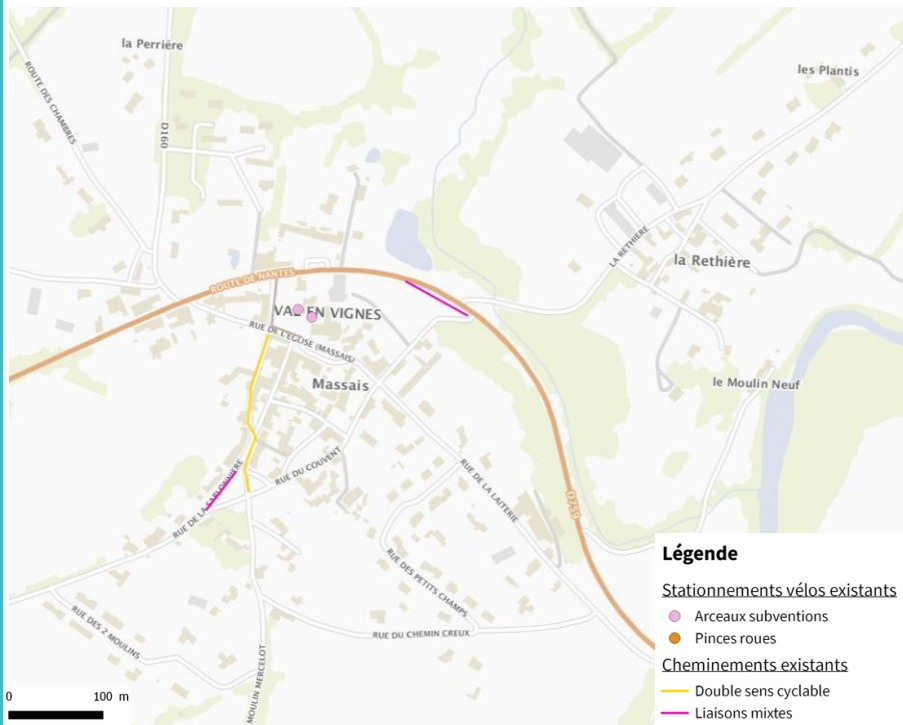 la Perrière
les Plantis
ROUTE DES CHAMBRES
D160
LA RETHIERE
la Rethière
ROUTE DE NANTES
VAL EN VIGNES
RUE DE L'EGLISE (MASSAIS)
Massais
le Moulin Neuf
RUE DU COUVENT
RUE DE LA SABLONNIERE
RUE DE LA LAITERIE
D759
RUE DES PETITS CHAMPS
RUE DES 2 MOULINS
RUE DU CHEMIN CREUX
MOULIN MERCELOT
Légende
Stationnements vélos existants
Arceaux subventions
Pinces roues
Cheminements existants
Double sens cyclable
Liaisons mixtes
0 100 m